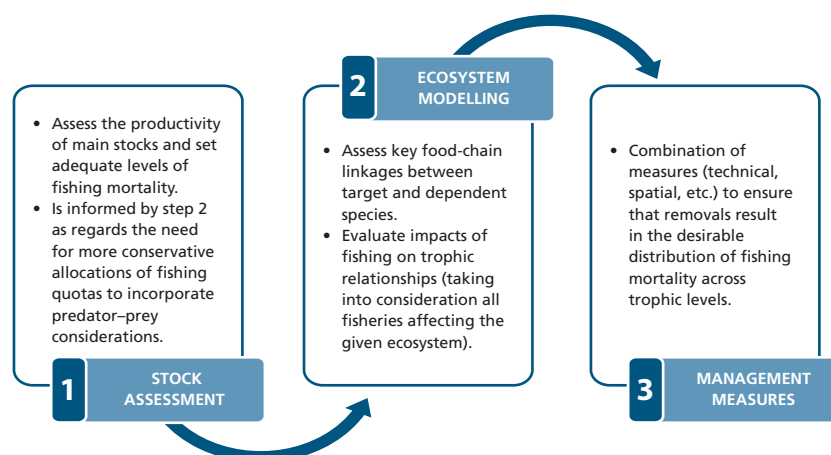 • Assess the productivity
of main stocks and set
adequate levels of
fishing mortality.
• Is informed by step 2
as regards the need
for more conservative
allocations of fishing
quotas to incorporate
predator–prey
considerations.
1
STOCK
ASSESSMENT
2
ECOSYSTEM
MODELLING
• Assess key food-chain
linkages between
target and dependent
species.
• Evaluate impacts of
fishing on trophic
relationships (taking
into consideration all
fisheries affecting the
given ecosystem).
• Combination of
measures (technical,
spatial, etc.) to ensure
that removals result
in the desirable
distribution of fishing
mortality across
trophic levels.
3
MANAGEMENT
MEASURES